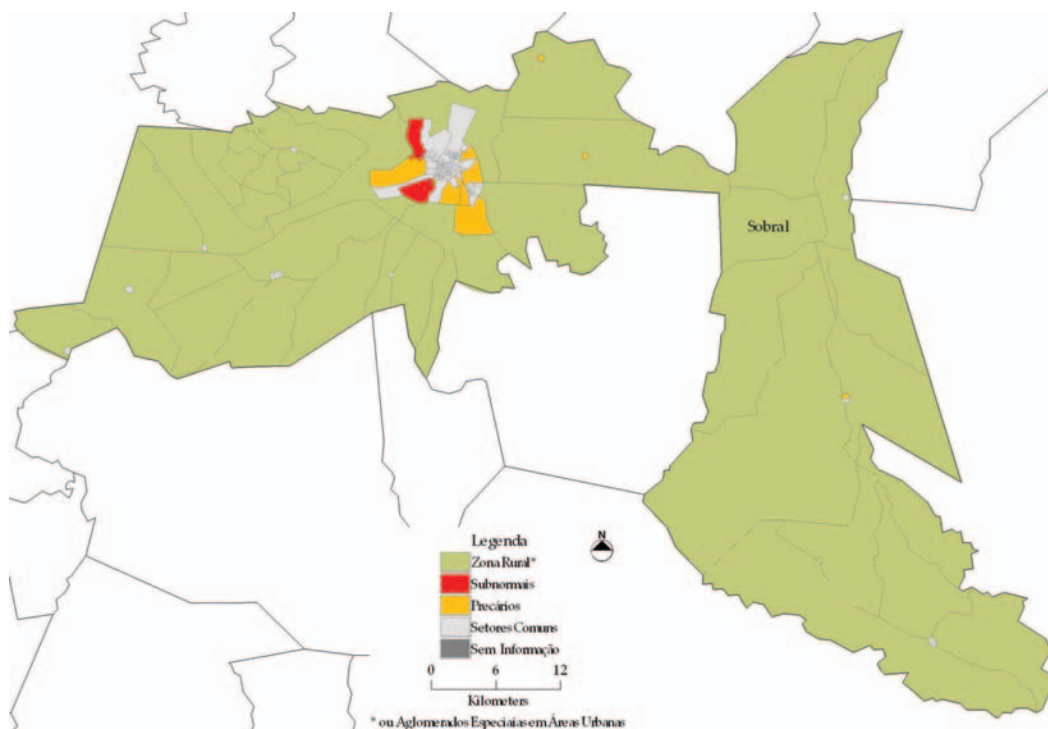 Sobral
N
Legenda
Zona Rural*
Subnormais
Precários
Setores Comuns
Sem Informação
0 6 12
Kilometers
* ou Aglomerados Especiaias em Áreas Urbanas